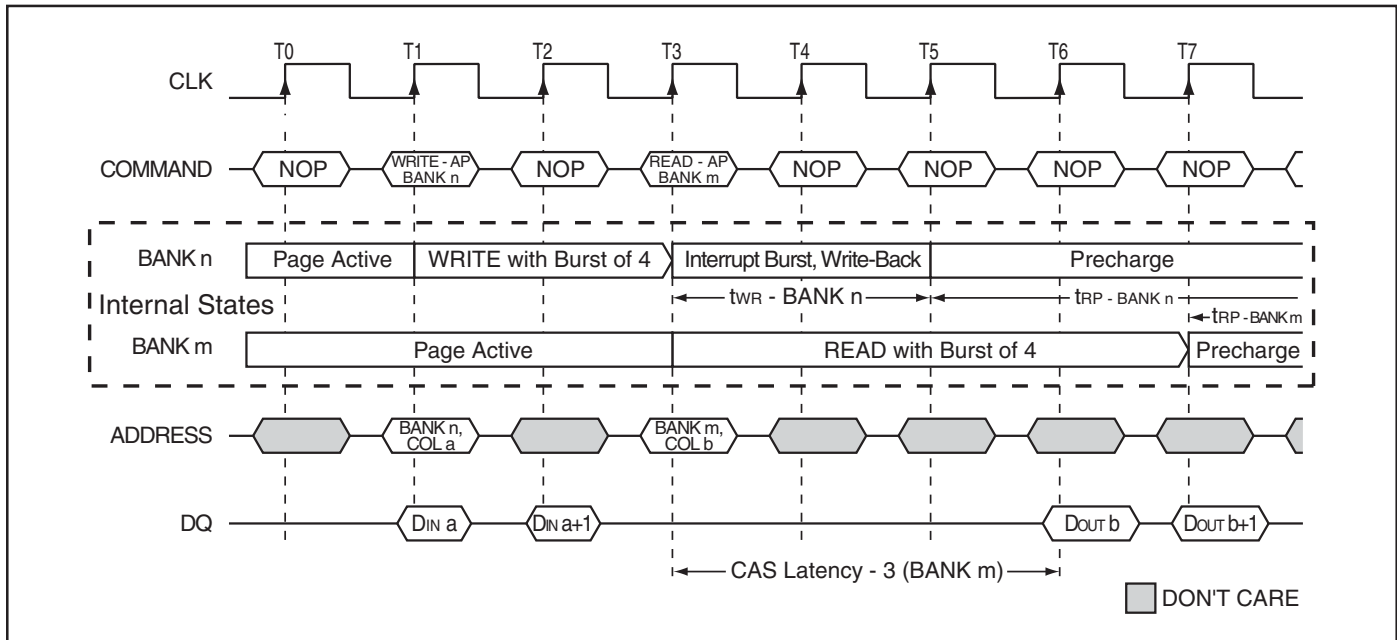 T0 T1 T2 T3 T4 T5 T6 T7
CLK
COMMAND NOP WRITE - AP BANK n NOP READ - AP BANK m NOP NOP NOP NOP
BANK n Page Active WRITE with Burst of 4 Interrupt Burst, Write-Back Precharge
Internal States tWR - BANK n tRP - BANK n
tRP - BANK m
BANK m Page Active READ with Burst of 4 Precharge
ADDRESS BANK n, COL a BANK m, COL b
DQ DIN a DIN a+1 DOUT b DOUT b+1
CAS Latency - 3 (BANK m)
DON'T CARE